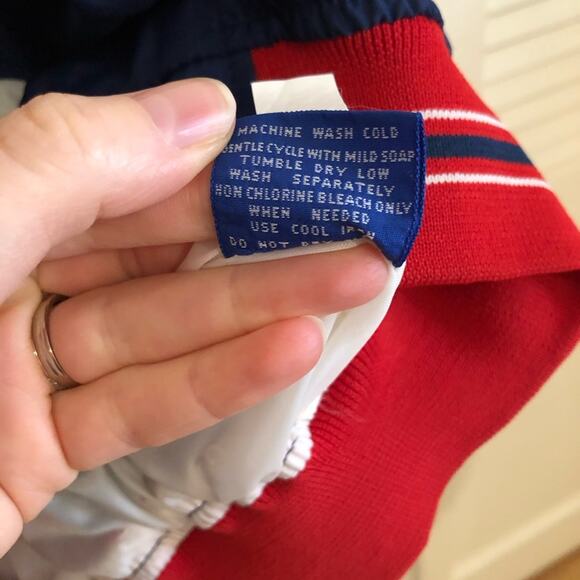 MACHINE WASH COLD
GENTLE CYCLE WITH MILD SOAP
TUMBLE DRY LOW
WASH SEPARATELY
NON CHLORINE BLEACH ONLY
WHEN NEEDED
USE COOL IRON
DO NOT